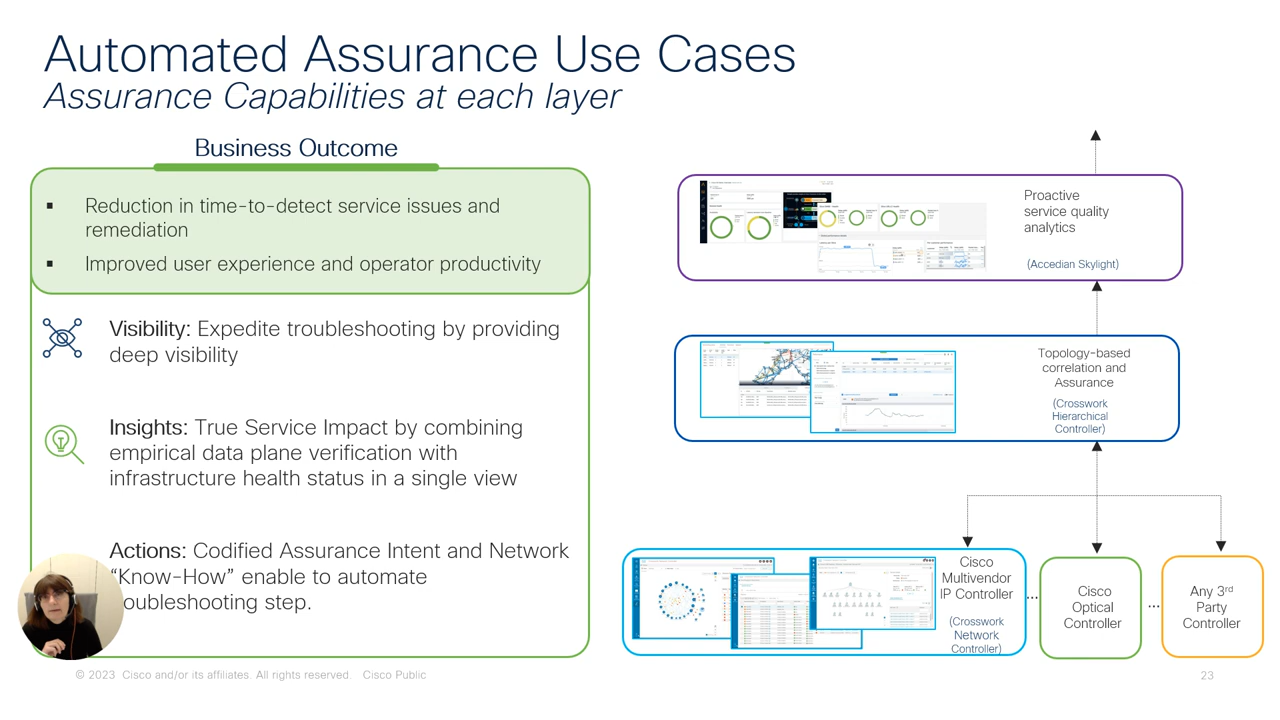 Automated Assurance Use Cases
Assurance Capabilities at each layer
Business Outcome
▪ Reduction in time-to-detect service issues and
remediation
▪ Improved user experience and operator productivity
Visibility: Expedite troubleshooting by providing
deep visibility
Insights: True Service Impact by combining
empirical data plane verification with
infrastructure health status in a single view
Actions: Codified Assurance Intent and Network
“Know-How” enable to automate
oubleshooting step.
Proactive
service quality
analytics
(Accedian Skylight)
Topology-based
correlation and
Assurance
(Crosswork
Hierarchical
Controller)
Cisco
Multivendor
IP Controller
(Crosswork
Network
Controller)
...
Cisco
Optical
Controller
...
Any 3rd
Party
Controller
© 2023 Cisco and/or its affiliates. All rights reserved. Cisco Public
23